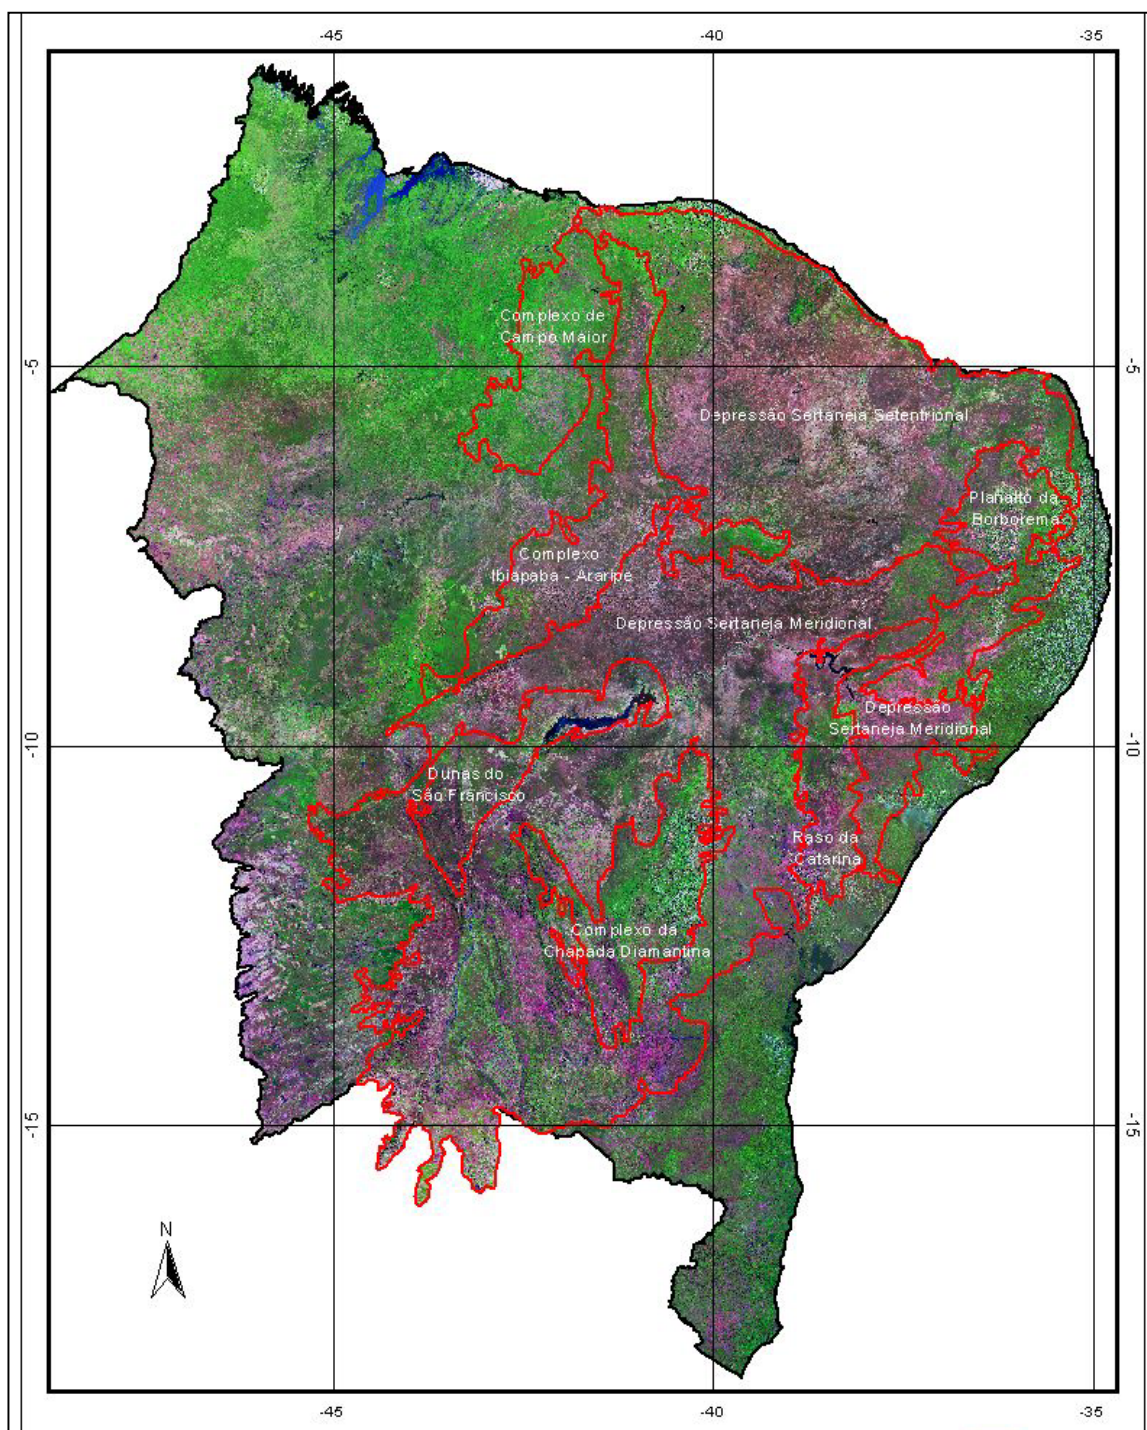 -45
-40
-35
Complexo de
Campo Maior
-5
-5
Depressão Sertaneja Setentrional
Planalto da
Borborema
Complexo
Ibiapaba - Araripe
Depressão Sertaneja Meridional
Depressão
Sertaneja Meridional
-10
-10
Dunas do
São Francisco
Raso da
Catarina
Complexo da
Chapada Diamantina
-15
-15
N
-45
-40
-35